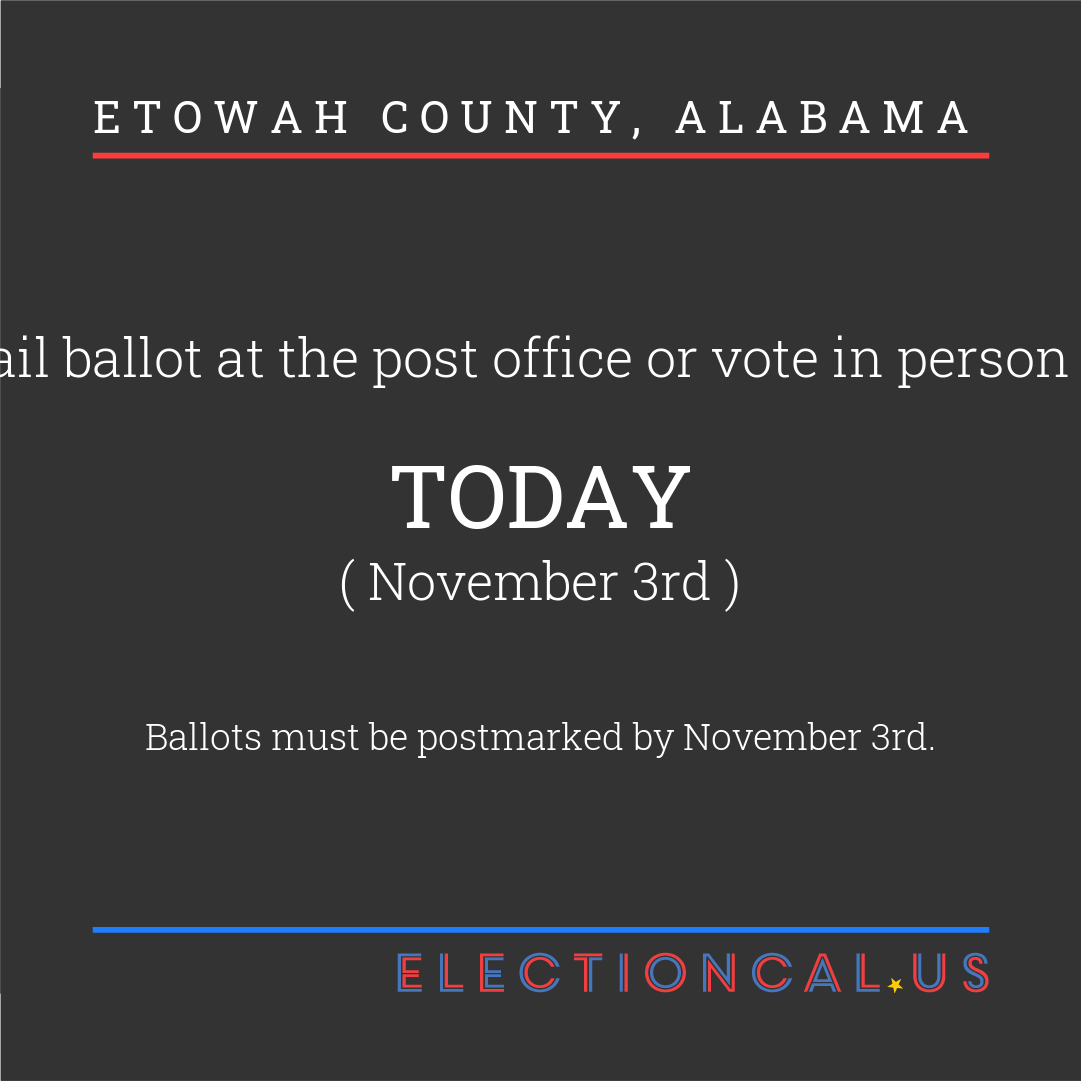 ETOWAH COUNTY, ALABAMA
ail ballot at the post office or vote in person
TODAY
( November 3rd )
Ballots must be postmarked by November 3rd.
ELECTIONCAL.US